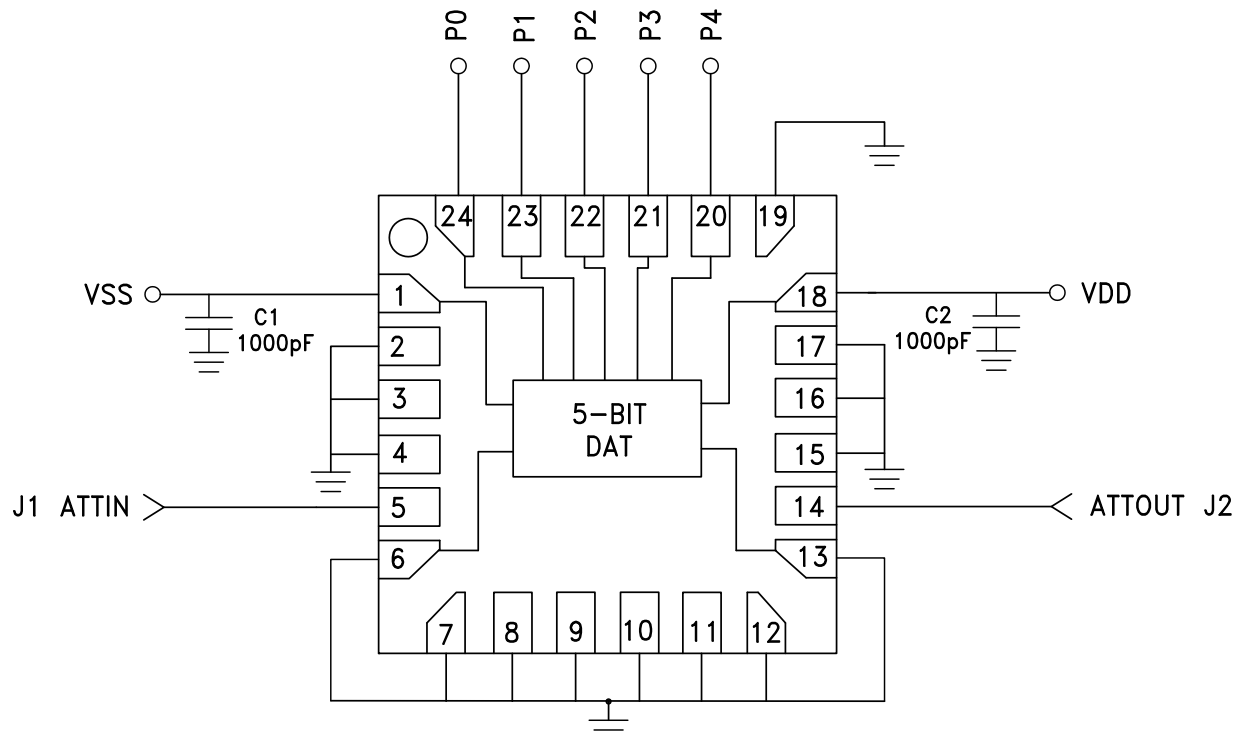 P0 P1 P2 P3 P4
24 23 22 21 20 19
VSS
C1
1000pF
1
2
3
4
5
6
J1 ATTIN
5-BIT
DAT
18
17
16
15
14
13
C2
1000pF
VDD
ATTOUT J2
7 8 9 10 11 12